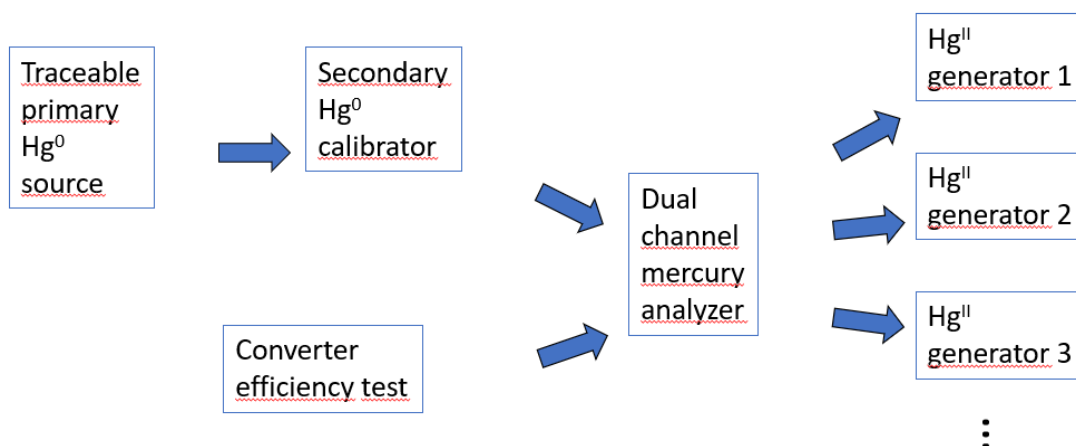 Traceable
primary
Hg⁰
source
Secondary
Hg⁰
calibrator
Converter
efficiency test
Dual
channel
mercury
analyzer
Hgᴵᴵ
generator 1
Hgᴵᴵ
generator 2
Hgᴵᴵ
generator 3
⋮